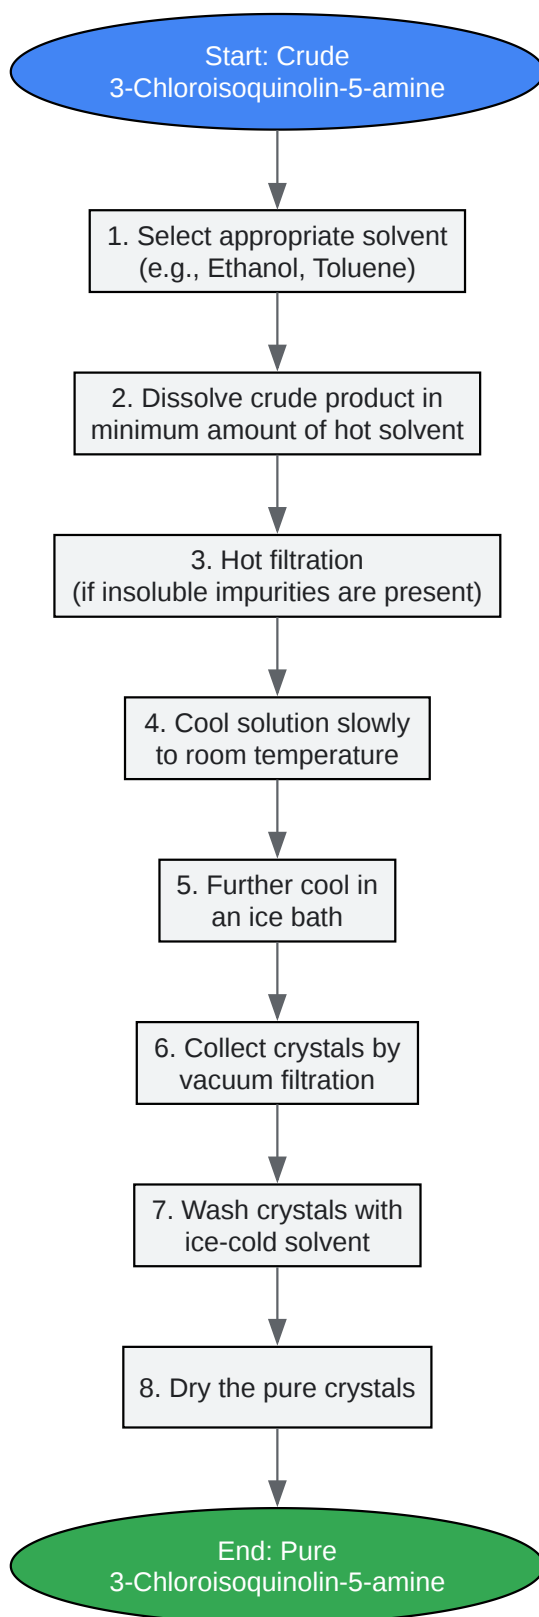 Start: Crude
3-Chloroisoquinolin-5-amine
1. Select appropriate solvent
(e.g., Ethanol, Toluene)
2. Dissolve crude product in
minimum amount of hot solvent
3. Hot filtration
(if insoluble impurities are present)
4. Cool solution slowly
to room temperature
5. Further cool in
an ice bath
6. Collect crystals by
vacuum filtration
7. Wash crystals with
ice-cold solvent
8. Dry the pure crystals
End: Pure
3-Chloroisoquinolin-5-amine